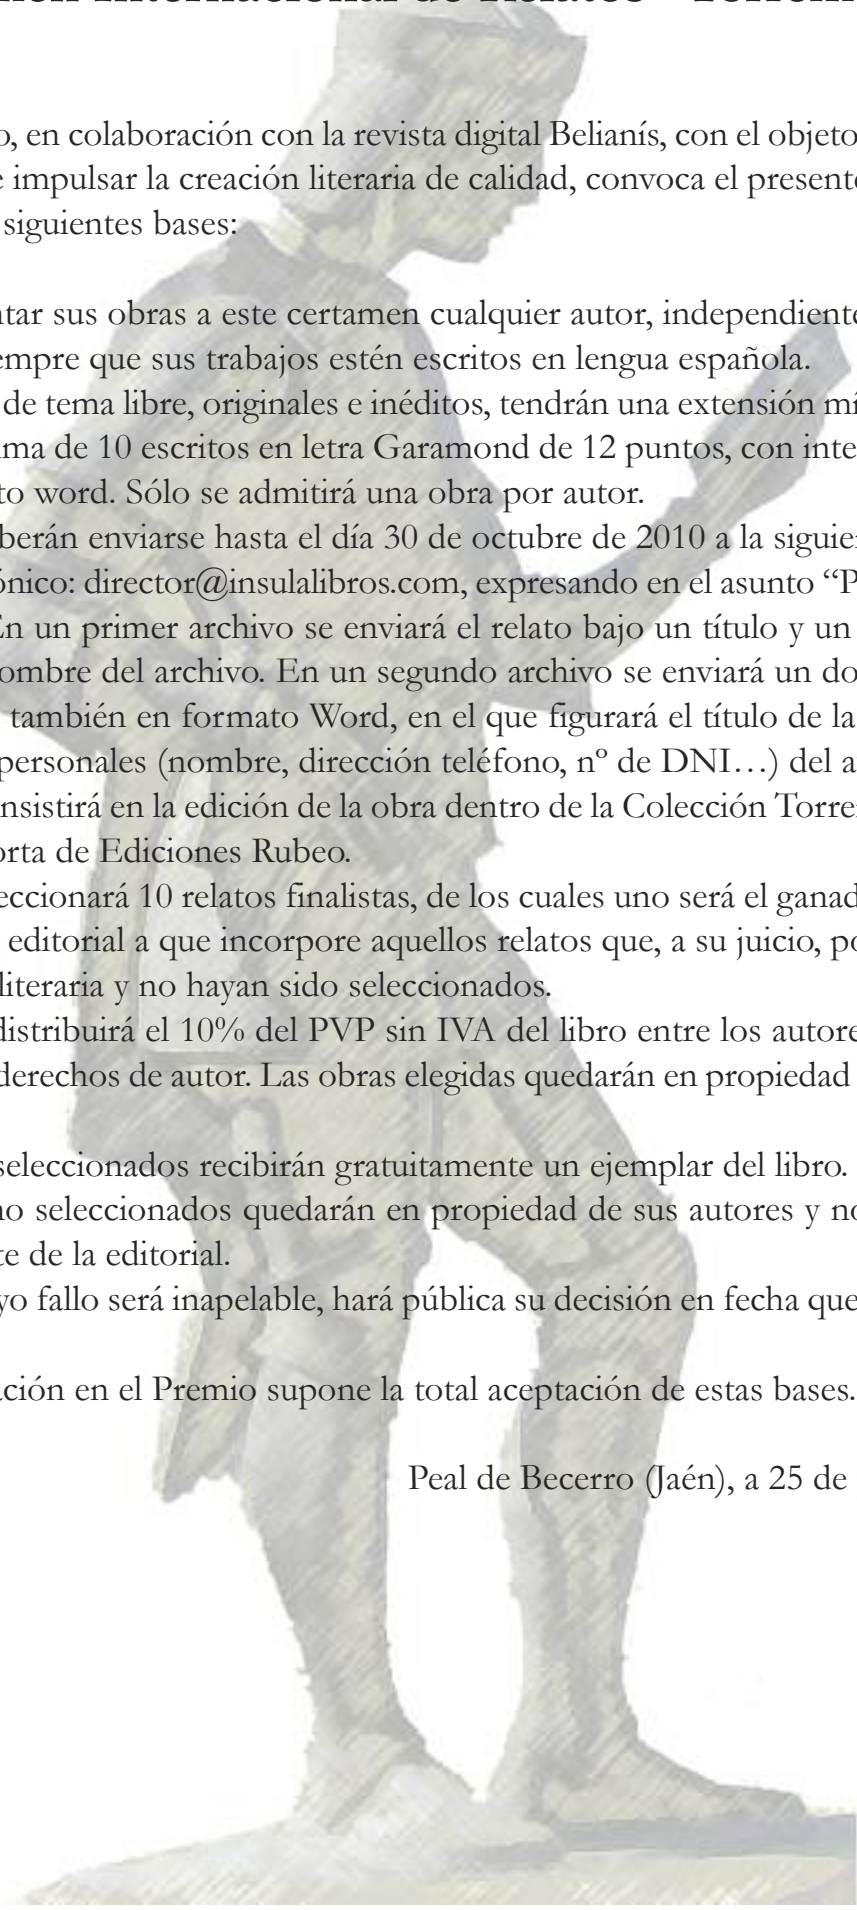 Internacional de Relatos
o, en colaboración con la revista digital Belianís, con el objeto
e impulsar la creación literaria de calidad, convoca el presente
siguientes bases:
ntar sus obras a este certamen cualquier autor, independiente
empre que sus trabajos estén escritos en lengua española.
de tema libre, originales e inéditos, tendrán una extensión mí
ima de 10 escritos en letra Garamond de 12 puntos, con inte
to word. Sólo se admitirá una obra por autor.
berán enviarse hasta el día 30 de octubre de 2010 a la siguien
ónico: director@insulalibros.com, expresando en el asunto “P
En un primer archivo se enviará el relato bajo un título y un
ombre del archivo. En un segundo archivo se enviará un do
también en formato Word, en el que figurará el título de la
personales (nombre, dirección teléfono, nº de DNI…) del a
nsistirá en la edición de la obra dentro de la Colección Torre
orta de Ediciones Rubeo.
eccionará 10 relatos finalistas, de los cuales uno será el ganad
editorial a que incorpore aquellos relatos que, a su juicio, po
literaria y no hayan sido seleccionados.
distribuirá el 10% del PVP sin IVA del libro entre los autore
derechos de autor. Las obras elegidas quedarán en propiedad
seleccionados recibirán gratuitamente un ejemplar del libro.
no seleccionados quedarán en propiedad de sus autores y no
te de la editorial.
yo fallo será inapelable, hará pública su decisión en fecha que
ación en el Premio supone la total aceptación de estas bases.
Peal de Becerro (Jaén), a 25 de